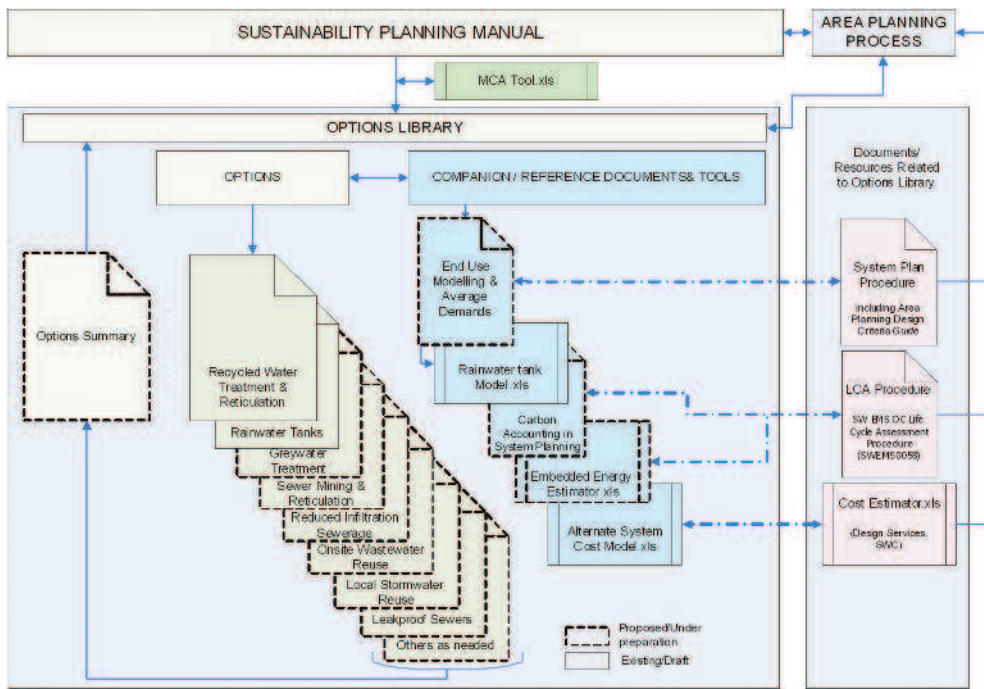 SUSTAINABILITY PLANNING MANUAL
AREA PLANNING
PROCESS
MCA Tool.xls
OPTIONS LIBRARY
OPTIONS
COMPANION / REFERENCE DOCUMENTS& TOOLS
Documents/
Resources Related
to Options Library
Options Summary
Recycled Water
Treatment &
Reticulation
Rainwater Tanks
Greywater
Treatment
Sewer Mining &
Reticulation
Reduced Infiltration
Sewerage
Onsite Wastewater
Reuse
Local Stormwater
Reuse
Leakproof Sewers
Others as needed
End Use
Modelling &
Average
Demands
Rainwater tank
Model.xls
Carbon
Accounting in
System Planning
Embedded Energy
Estimator.xls
Alternate System
Cost Model.xls
System Plan
Procedure
Including Area
Planning Design
Criteria Guide
LCA Procedure
SW EMS OC Life
Cycle Assessment
Procedure
(SWEMS0058)
Cost Estimator.xls
(Design Services,
SWC)
Proposed/Under
preparation
Existing/Draft